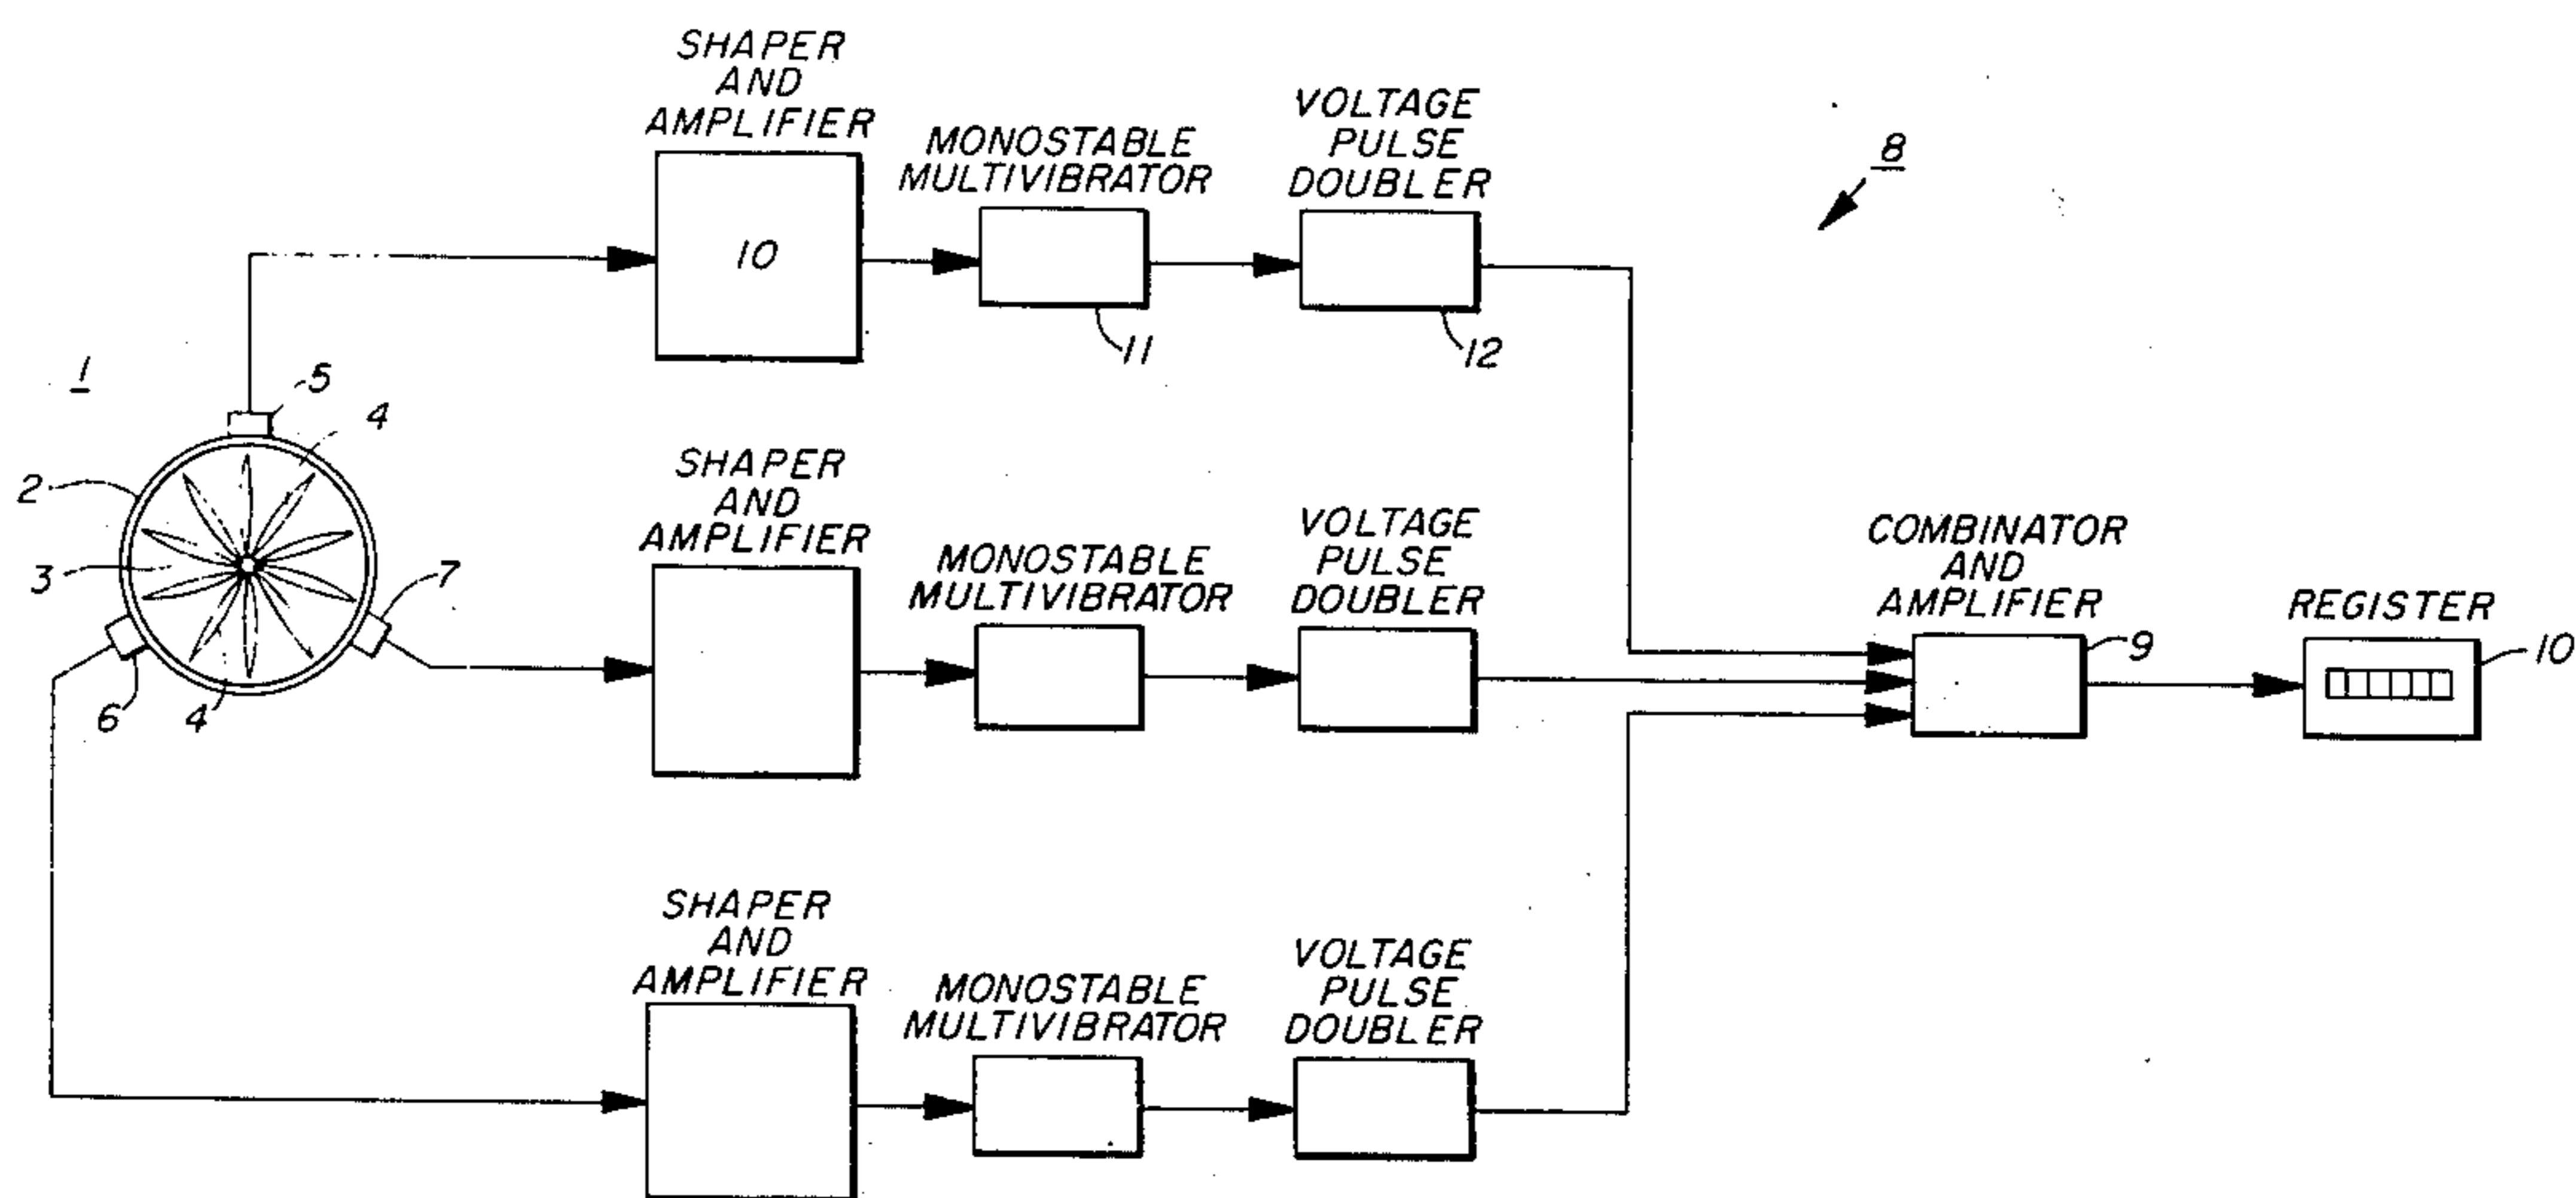 SHAPER
AND
AMPLIFIER
MONOSTABLE
MULTIVIBRATOR
VOLTAGE
PULSE
DOUBLER
8
10
11
12
1
5
4
2
3
7
6
4
SHAPER
AND
AMPLIFIER
MONOSTABLE
MULTIVIBRATOR
VOLTAGE
PULSE
DOUBLER
COMBINATOR
AND
AMPLIFIER
9
REGISTER
10
SHAPER
AND
AMPLIFIER
MONOSTABLE
MULTIVIBRATOR
VOLTAGE
PULSE
DOUBLER